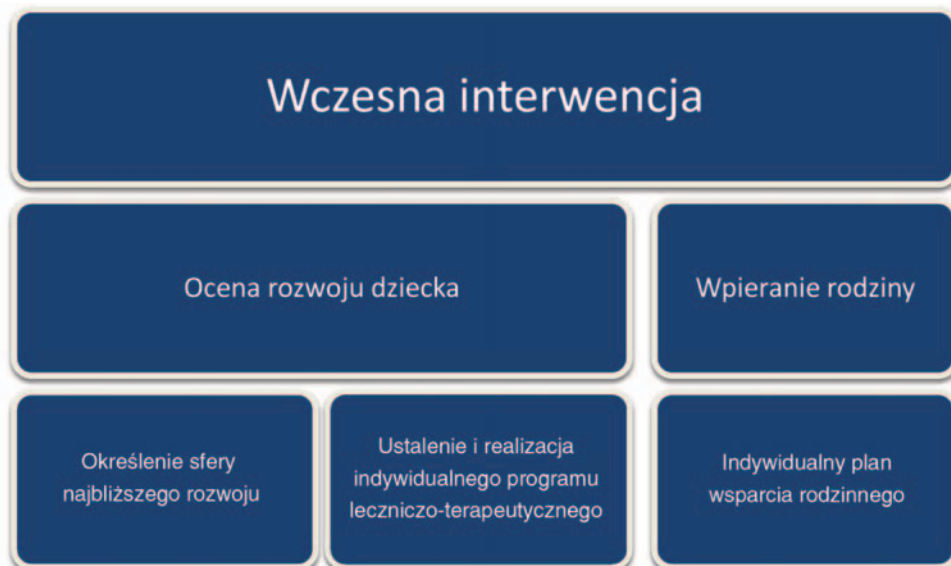 Wczesna interwencja
Ocena rozwoju dziecka
Wpieranie rodziny
Określenie sfery
najbliższego rozwoju
Ustalenie i realizacja
indywidualnego programu
leczniczo-terapeutycznego
Indywidualny plan
wsparcia rodzinnego